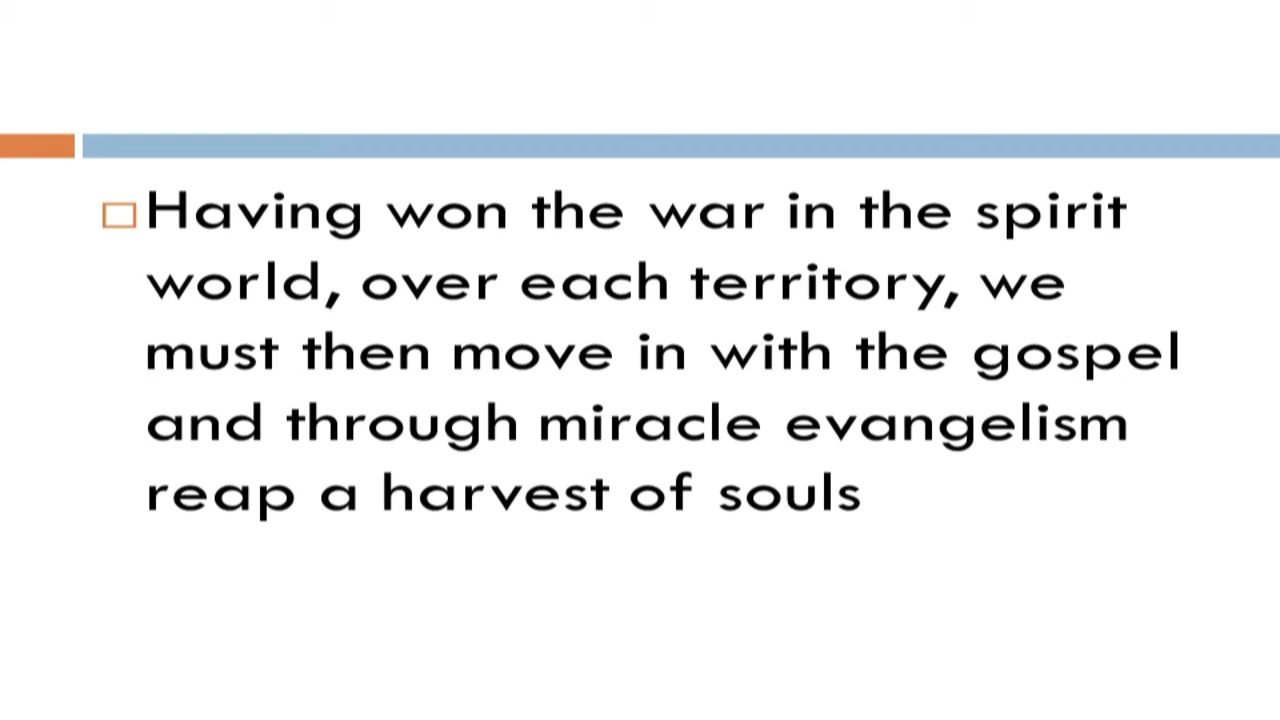 Having won the war in the spirit
world, over each territory, we
must then move in with the gospel
and through miracle evangelism
reap a harvest of souls